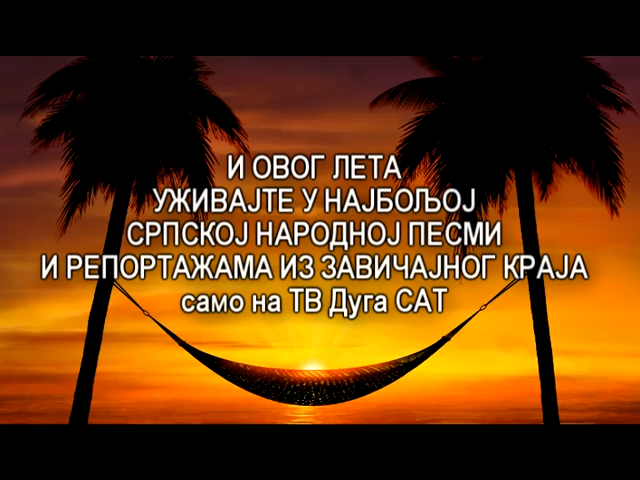 И ОВОГ ЛЕТА
УЖИВАЈТЕ У НАЈБОЉОЈ
СРПСКОЈ НАРОДНОЈ ПЕСМИ
И РЕПОРТАЖАМА ИЗ ЗАВИЧАЈНОГ КРАЈА
само на ТВ Дуга САТ